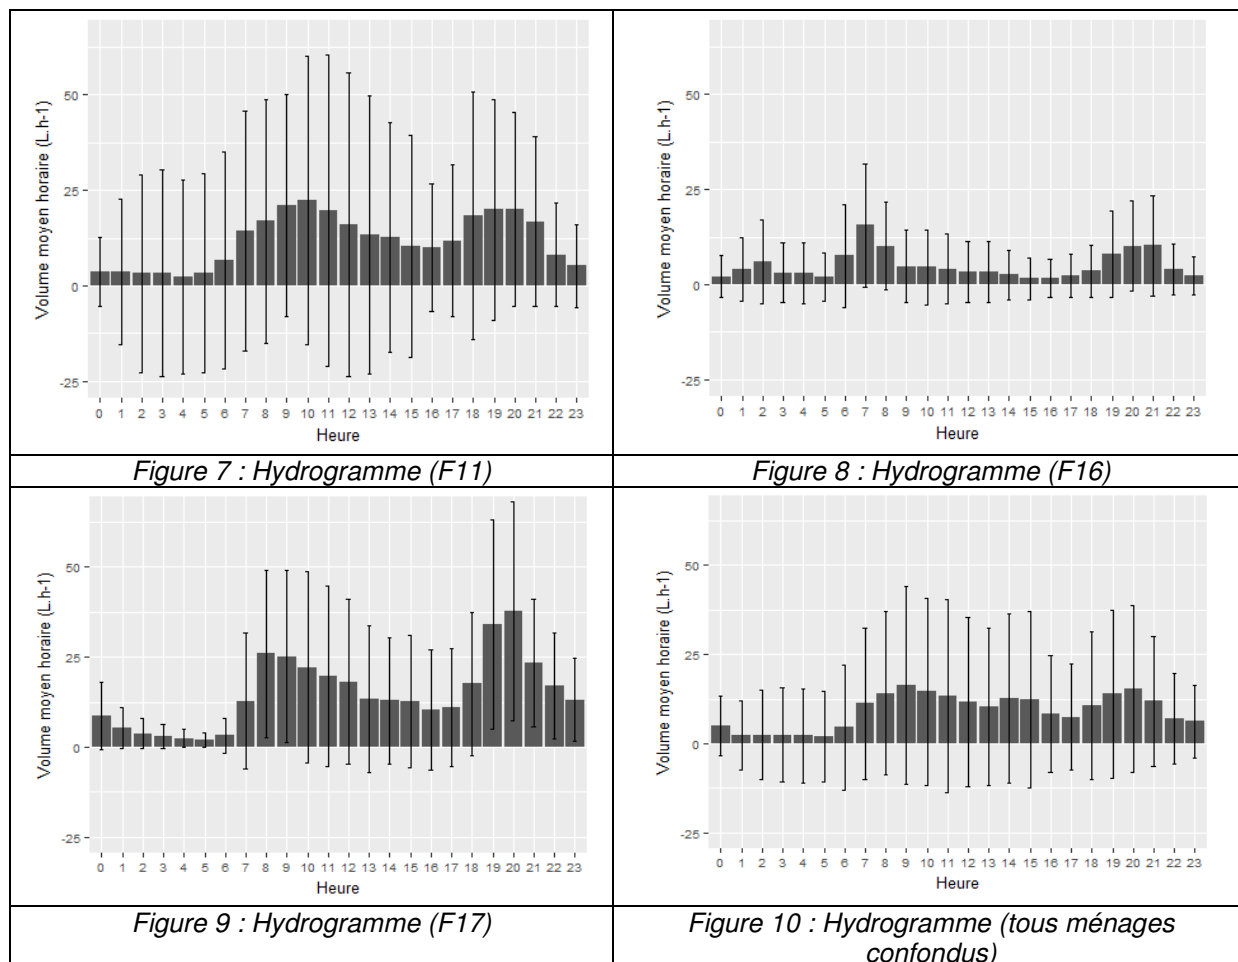 Volume moyen horaire (L.h-1)
50
25
0
-25
0 1 2 3 4 5 6 7 8 9 10 11 12 13 14 15 16 17 18 19 20 21 22 23
Heure
Figure 7 : Hydrogramme (F11)
Volume moyen horaire (L.h-1)
50
25
0
-25
0 1 2 3 4 5 6 7 8 9 10 11 12 13 14 15 16 17 18 19 20 21 22 23
Heure
Figure 8 : Hydrogramme (F16)
Volume moyen horaire (L.h-1)
50
25
0
-25
0 1 2 3 4 5 6 7 8 9 10 11 12 13 14 15 16 17 18 19 20 21 22 23
Heure
Figure 9 : Hydrogramme (F17)
Volume moyen horaire (L.h-1)
50
25
0
-25
0 1 2 3 4 5 6 7 8 9 10 11 12 13 14 15 16 17 18 19 20 21 22 23
Heure
Figure 10 : Hydrogramme (tous ménages
confondus)